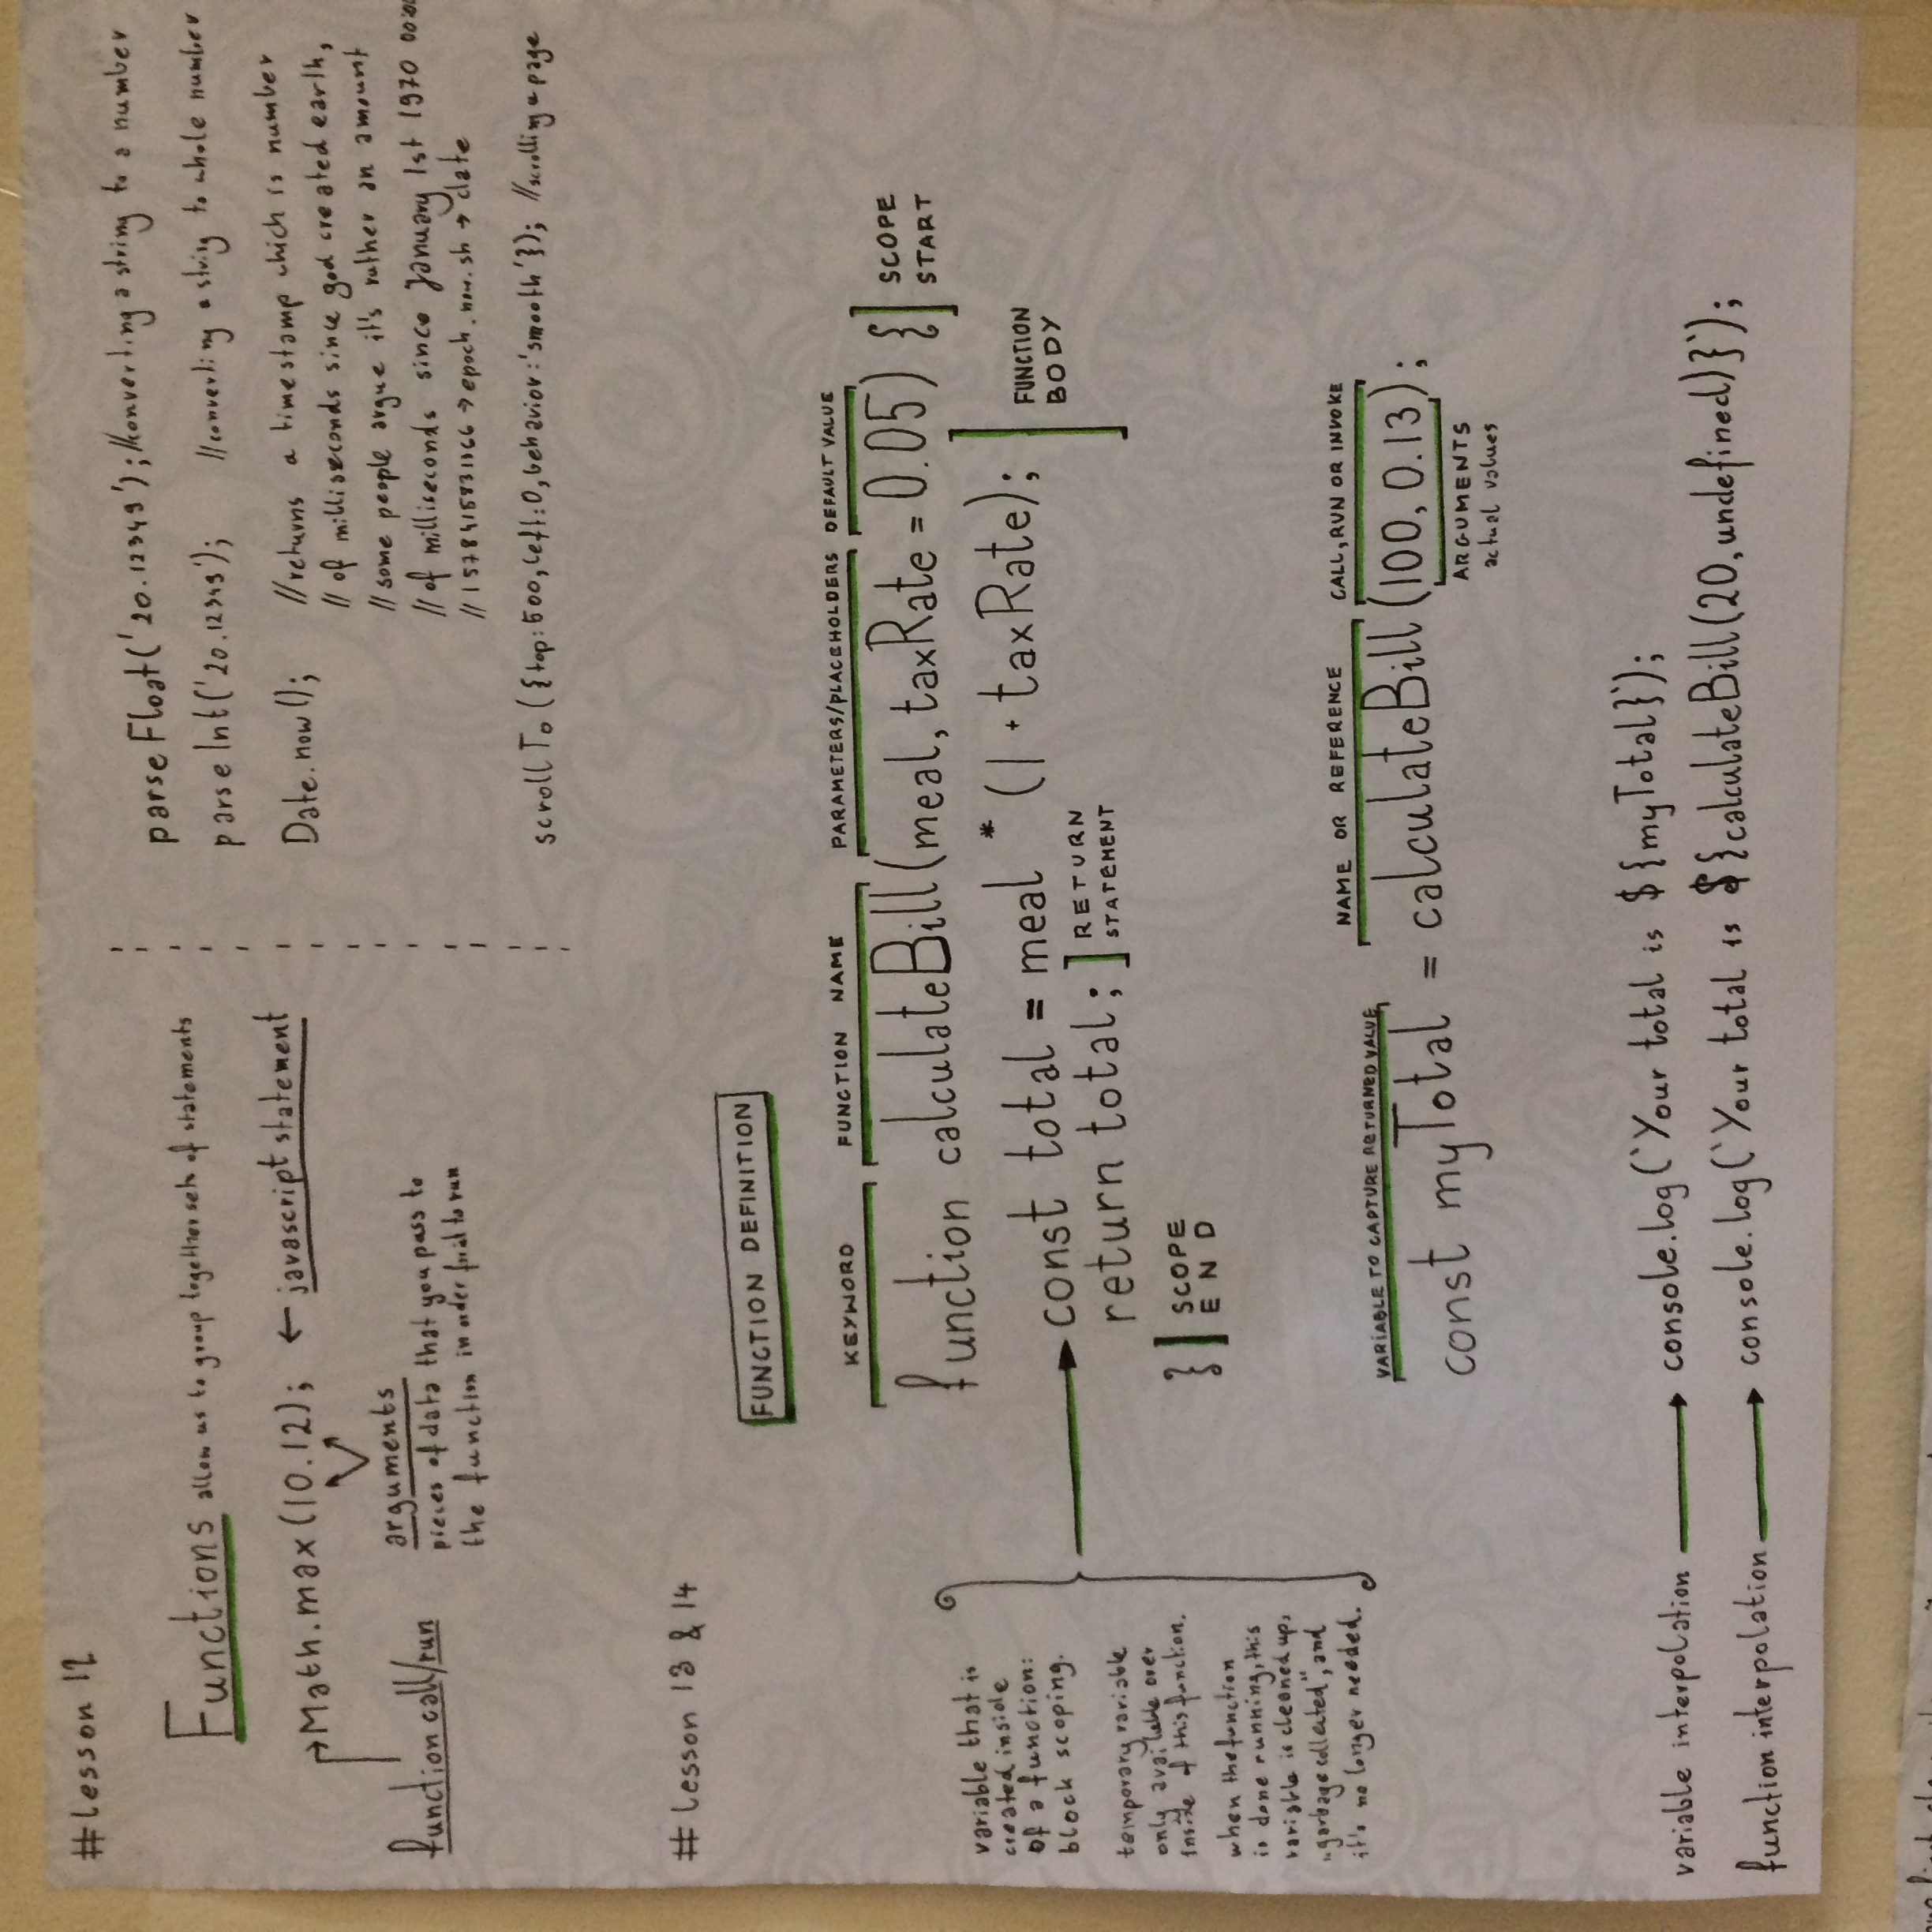 #lesson 12
Functions allow us to group together sets of statements
Math.max(10.12); ← javascript statement
function call/run
arguments
pieces of data that you pass to
the function in order for it to run
parseFloat('20.12349'); //converting a string to a number
parseInt('20.12349'); //converting a string to whole number
Date.now(); //returns a timestamp which is number
// of milliseconds since god created earth,
// some people argue it's rather an amount
// of milliseconds since January 1st 1970
// → epoch.now.sh → date
scrollTo({top:500,left:0,behavior:'smooth'}); //scrolling a page
# lesson 13 & 14
FUNCTION DEFINITION
KEYWORD FUNCTION NAME PARAMETERS/PLACEHOLDERS DEFAULT VALUE
function calculateBill(meal, taxRate = 0.05) {
SCOPE
START
const total = meal * (1 + taxRate);
return total;
RETURN
STATEMENT
FUNCTION
BODY
}
SCOPE
END
variable that is
created inside
of a function:
block scoping.
temporary variable
only available over
inside of this function.
when the function
is done running, this
variable is cleaned up,
„garbage collected", and
it's no longer needed.
VARIABLE TO CAPTURE RETURNED VALUE NAME OR REFERENCE CALL, RUN OR INVOKE
const myTotal = calculateBill(100, 0.13);
ARGUMENTS
actual values
variable interpolation → console.log(`Your total is ${myTotal}`);
function interpolation → console.log(`Your total is ${calculateBill(20, undefined)}`);